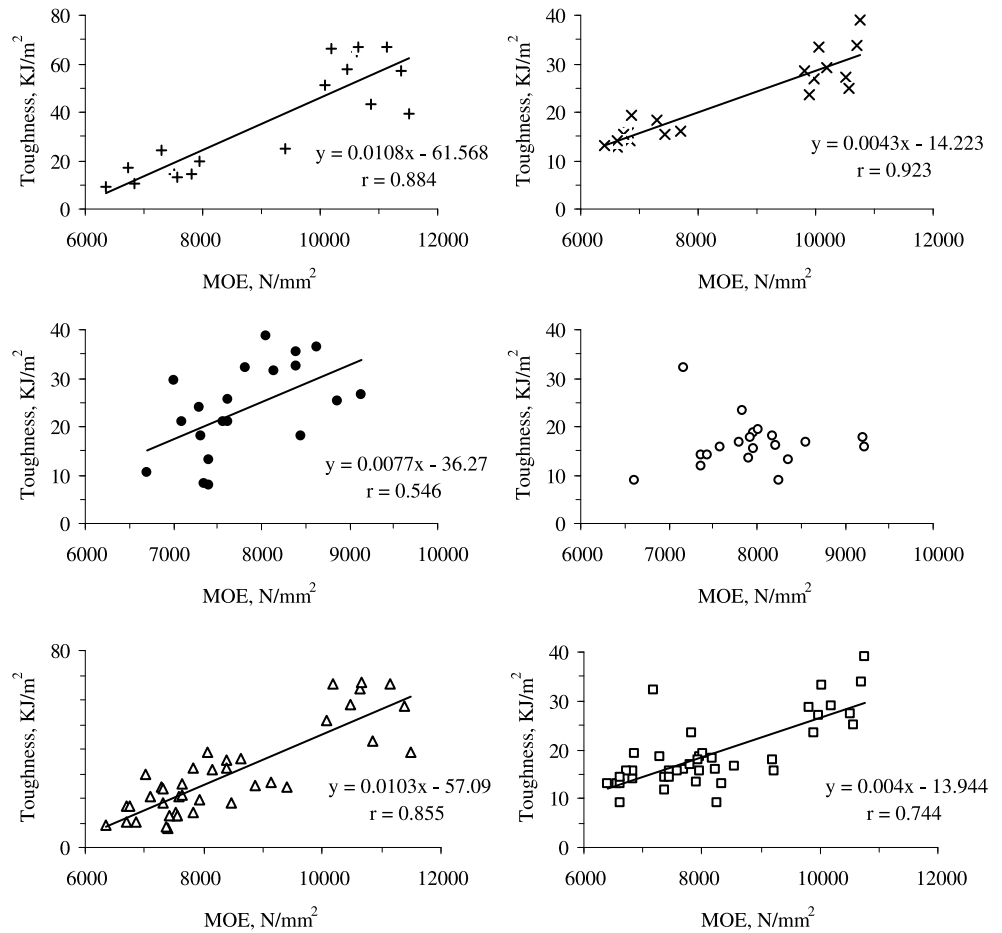 Toughness, KJ/m²
80
60
40
20
0
y = 0.0108x - 61.568
r = 0.884
6000 8000 10000 12000
MOE, N/mm²
Toughness, KJ/m²
40
30
20
10
0
y = 0.0043x - 14.223
r = 0.923
6000 8000 10000 12000
MOE, N/mm²
Toughness, KJ/m²
40
30
20
10
0
y = 0.0077x - 36.27
r = 0.546
6000 7000 8000 9000 10000
MOE, N/mm²
Toughness, KJ/m²
40
30
20
10
0
6000 7000 8000 9000 10000
MOE, N/mm²
Toughness, KJ/m²
80
40
0
y = 0.0103x - 57.09
r = 0.855
6000 8000 10000 12000
MOE, N/mm²
Toughness, KJ/m²
40
30
20
10
0
y = 0.004x - 13.944
r = 0.744
6000 8000 10000 12000
MOE, N/mm²